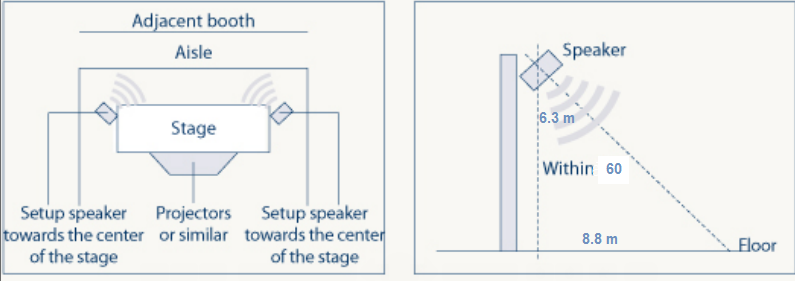 Adjacent booth
Aisle
Stage
Setup speaker
towards the center
of the stage
Projectors
or similar
Setup speaker
towards the center
of the stage
Speaker
6.3 m
Within 60
8.8 m
Floor